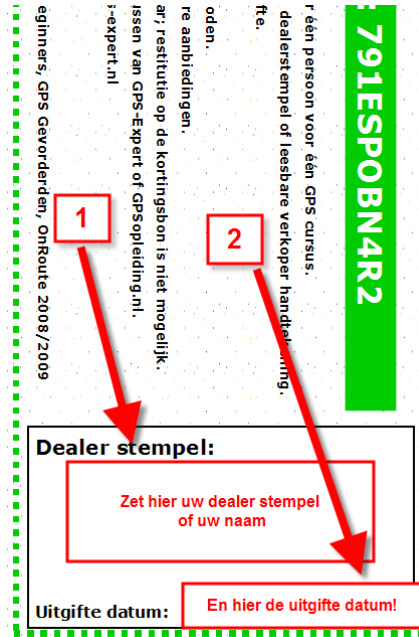 : 791ESPOBN4R2
r één persoon voor één GPS cursus.
dealerstempel of leesbare verkoper handtekening.
fte.
oden.
re aanbiedingen.
ar; restitutie op de kortingsbon is niet mogelijk.
ssen van GPS-Expert of GPSopleiding.nl.
s-expert.nl
eginners, GPS Gevorderden, OnRoute 2008/2009
1
2
Dealer stempel:
Zet hier uw dealer stempel
of uw naam
Uitgifte datum:
En hier de uitgifte datum!